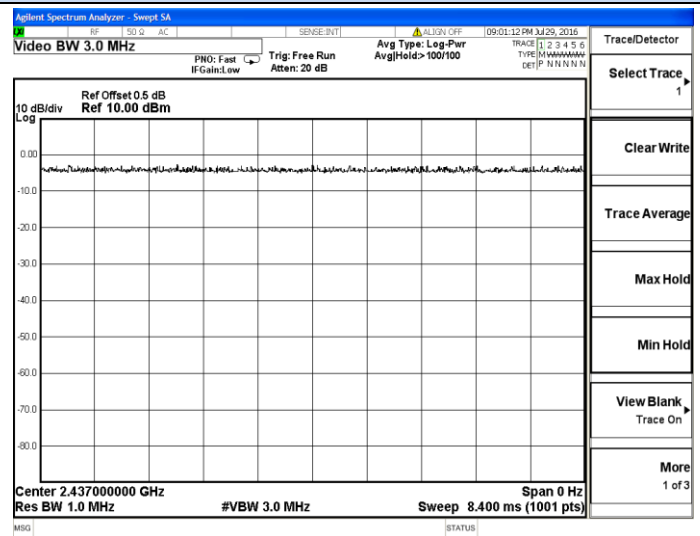 Agilent Spectrum Analyzer - Swept SA
RF 50 Ω AC SENSE:INT ALIGN OFF 09:01:12 PM Jul 29, 2016
Video BW 3.0 MHz
PNO: Fast
IFGain:Low
Trig: Free Run
Atten: 20 dB
Avg Type: Log-Pwr
Avg|Hold:>100/100
TRACE 1 2 3 4 5 6
TYPE M WWWWW
DET P N N N N N
Ref Offset 0.5 dB
10 dB/div Ref 10.00 dBm
Log
0.00
-10.0
-20.0
-30.0
-40.0
-50.0
-60.0
-70.0
-80.0
Center 2.437000000 GHz Span 0 Hz
Res BW 1.0 MHz #VBW 3.0 MHz Sweep 8.400 ms (1001 pts)
MSG STATUS
Trace/Detector
Select Trace
1
Clear Write
Trace Average
Max Hold
Min Hold
View Blank
Trace On
More
1 of 3